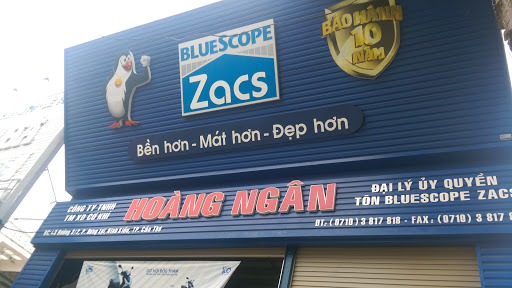 BLUESCOPE
Zacs
BẢO HÀNH
10
NĂM
Bền hơn - Mát hơn - Đẹp hơn
CÔNG TY TNHH
TM XD CƠ KHÍ
HOÀNG NGÂN
ĐẠI LÝ ỦY QUYỀN
TÔN BLUESCOPE ZACS
ĐT: (0710) 3 817 818 - FAX: (0710) 3 817 8